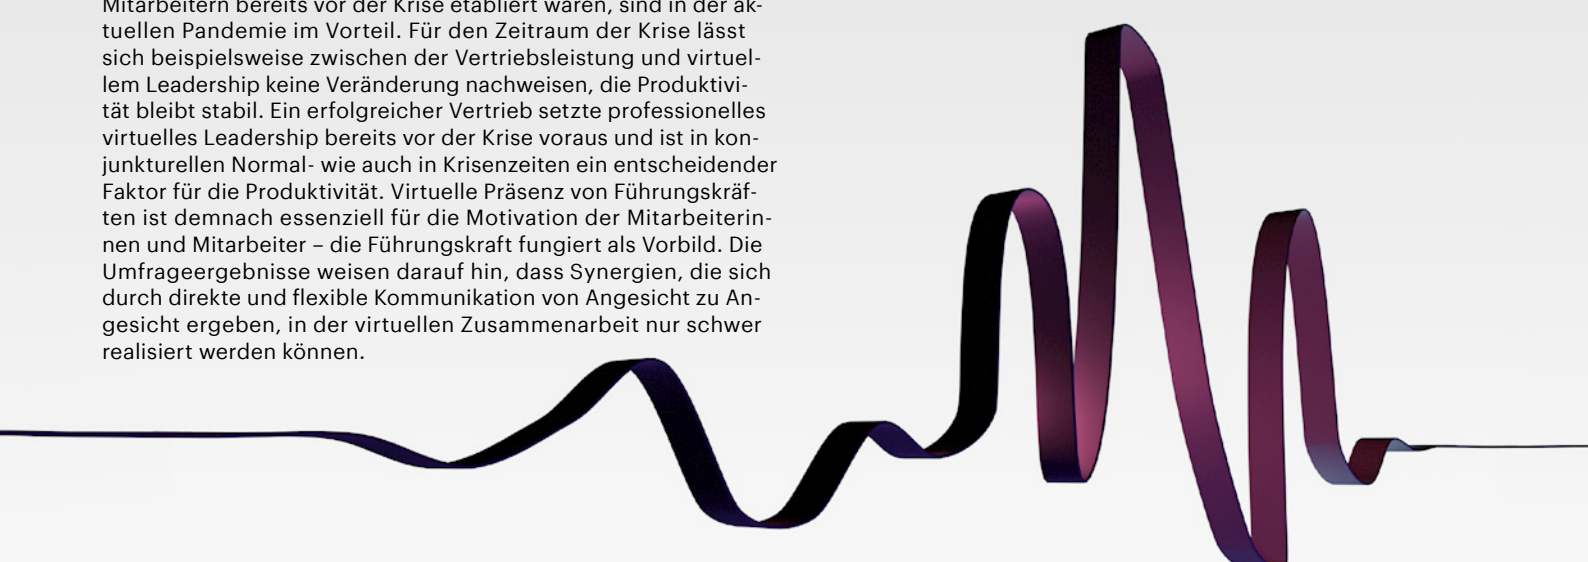 Mitarbeitern bereits vor der Krise etabliert waren, sind in der ak-
tuellen Pandemie im Vorteil. Für den Zeitraum der Krise lässt
sich beispielsweise zwischen der Vertriebsleistung und virtuel-
lem Leadership keine Veränderung nachweisen, die Produktivi-
tät bleibt stabil. Ein erfolgreicher Vertrieb setzte professionelles
virtuelles Leadership bereits vor der Krise voraus und ist in kon-
junkturellen Normal- wie auch in Krisenzeiten ein entscheidender
Faktor für die Produktivität. Virtuelle Präsenz von Führungskräf-
ten ist demnach essenziell für die Motivation der Mitarbeiterin-
nen und Mitarbeiter – die Führungskraft fungiert als Vorbild. Die
Umfrageergebnisse weisen darauf hin, dass Synergien, die sich
durch direkte und flexible Kommunikation von Angesicht zu An-
gesicht ergeben, in der virtuellen Zusammenarbeit nur schwer
realisiert werden können.